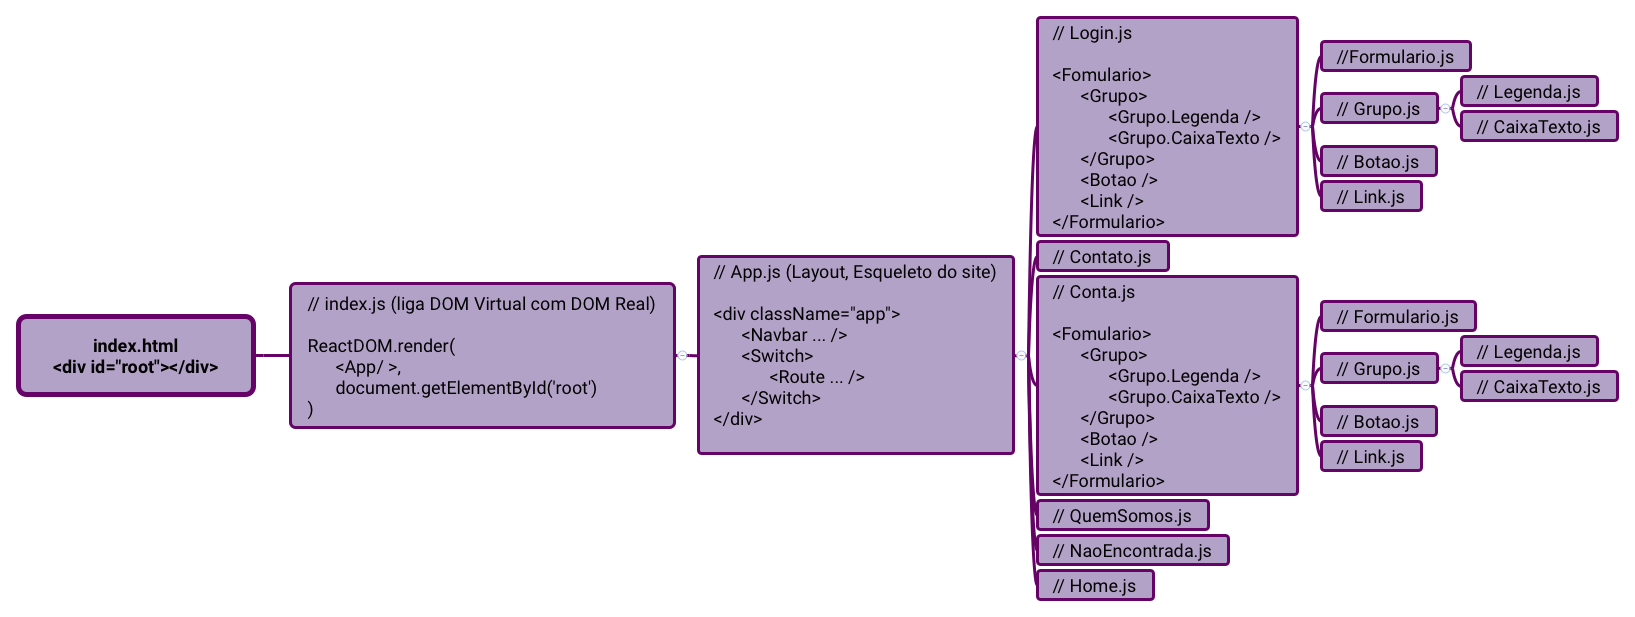 index.html
<div id="root"></div>
// index.js (liga DOM Virtual com DOM Real)
ReactDOM.render(
<App/ >,
document.getElementById('root')
)
// App.js (Layout, Esqueleto do site)
<div className="app">
<Navbar ... />
<Switch>
<Route ... />
</Switch>
</div>
// Login.js
<Fomulario>
<Grupo>
<Grupo.Legenda />
<Grupo.CaixaTexto />
</Grupo>
<Botao />
<Link />
</Formulario>
//Formulario.js
// Grupo.js
// Legenda.js
// CaixaTexto.js
// Botao.js
// Link.js
// Contato.js
// Conta.js
<Fomulario>
<Grupo>
<Grupo.Legenda />
<Grupo.CaixaTexto />
</Grupo>
<Botao />
<Link />
</Formulario>
// Formulario.js
// Grupo.js
// Legenda.js
// CaixaTexto.js
// Botao.js
// Link.js
// QuemSomos.js
// NaoEncontrada.js
// Home.js